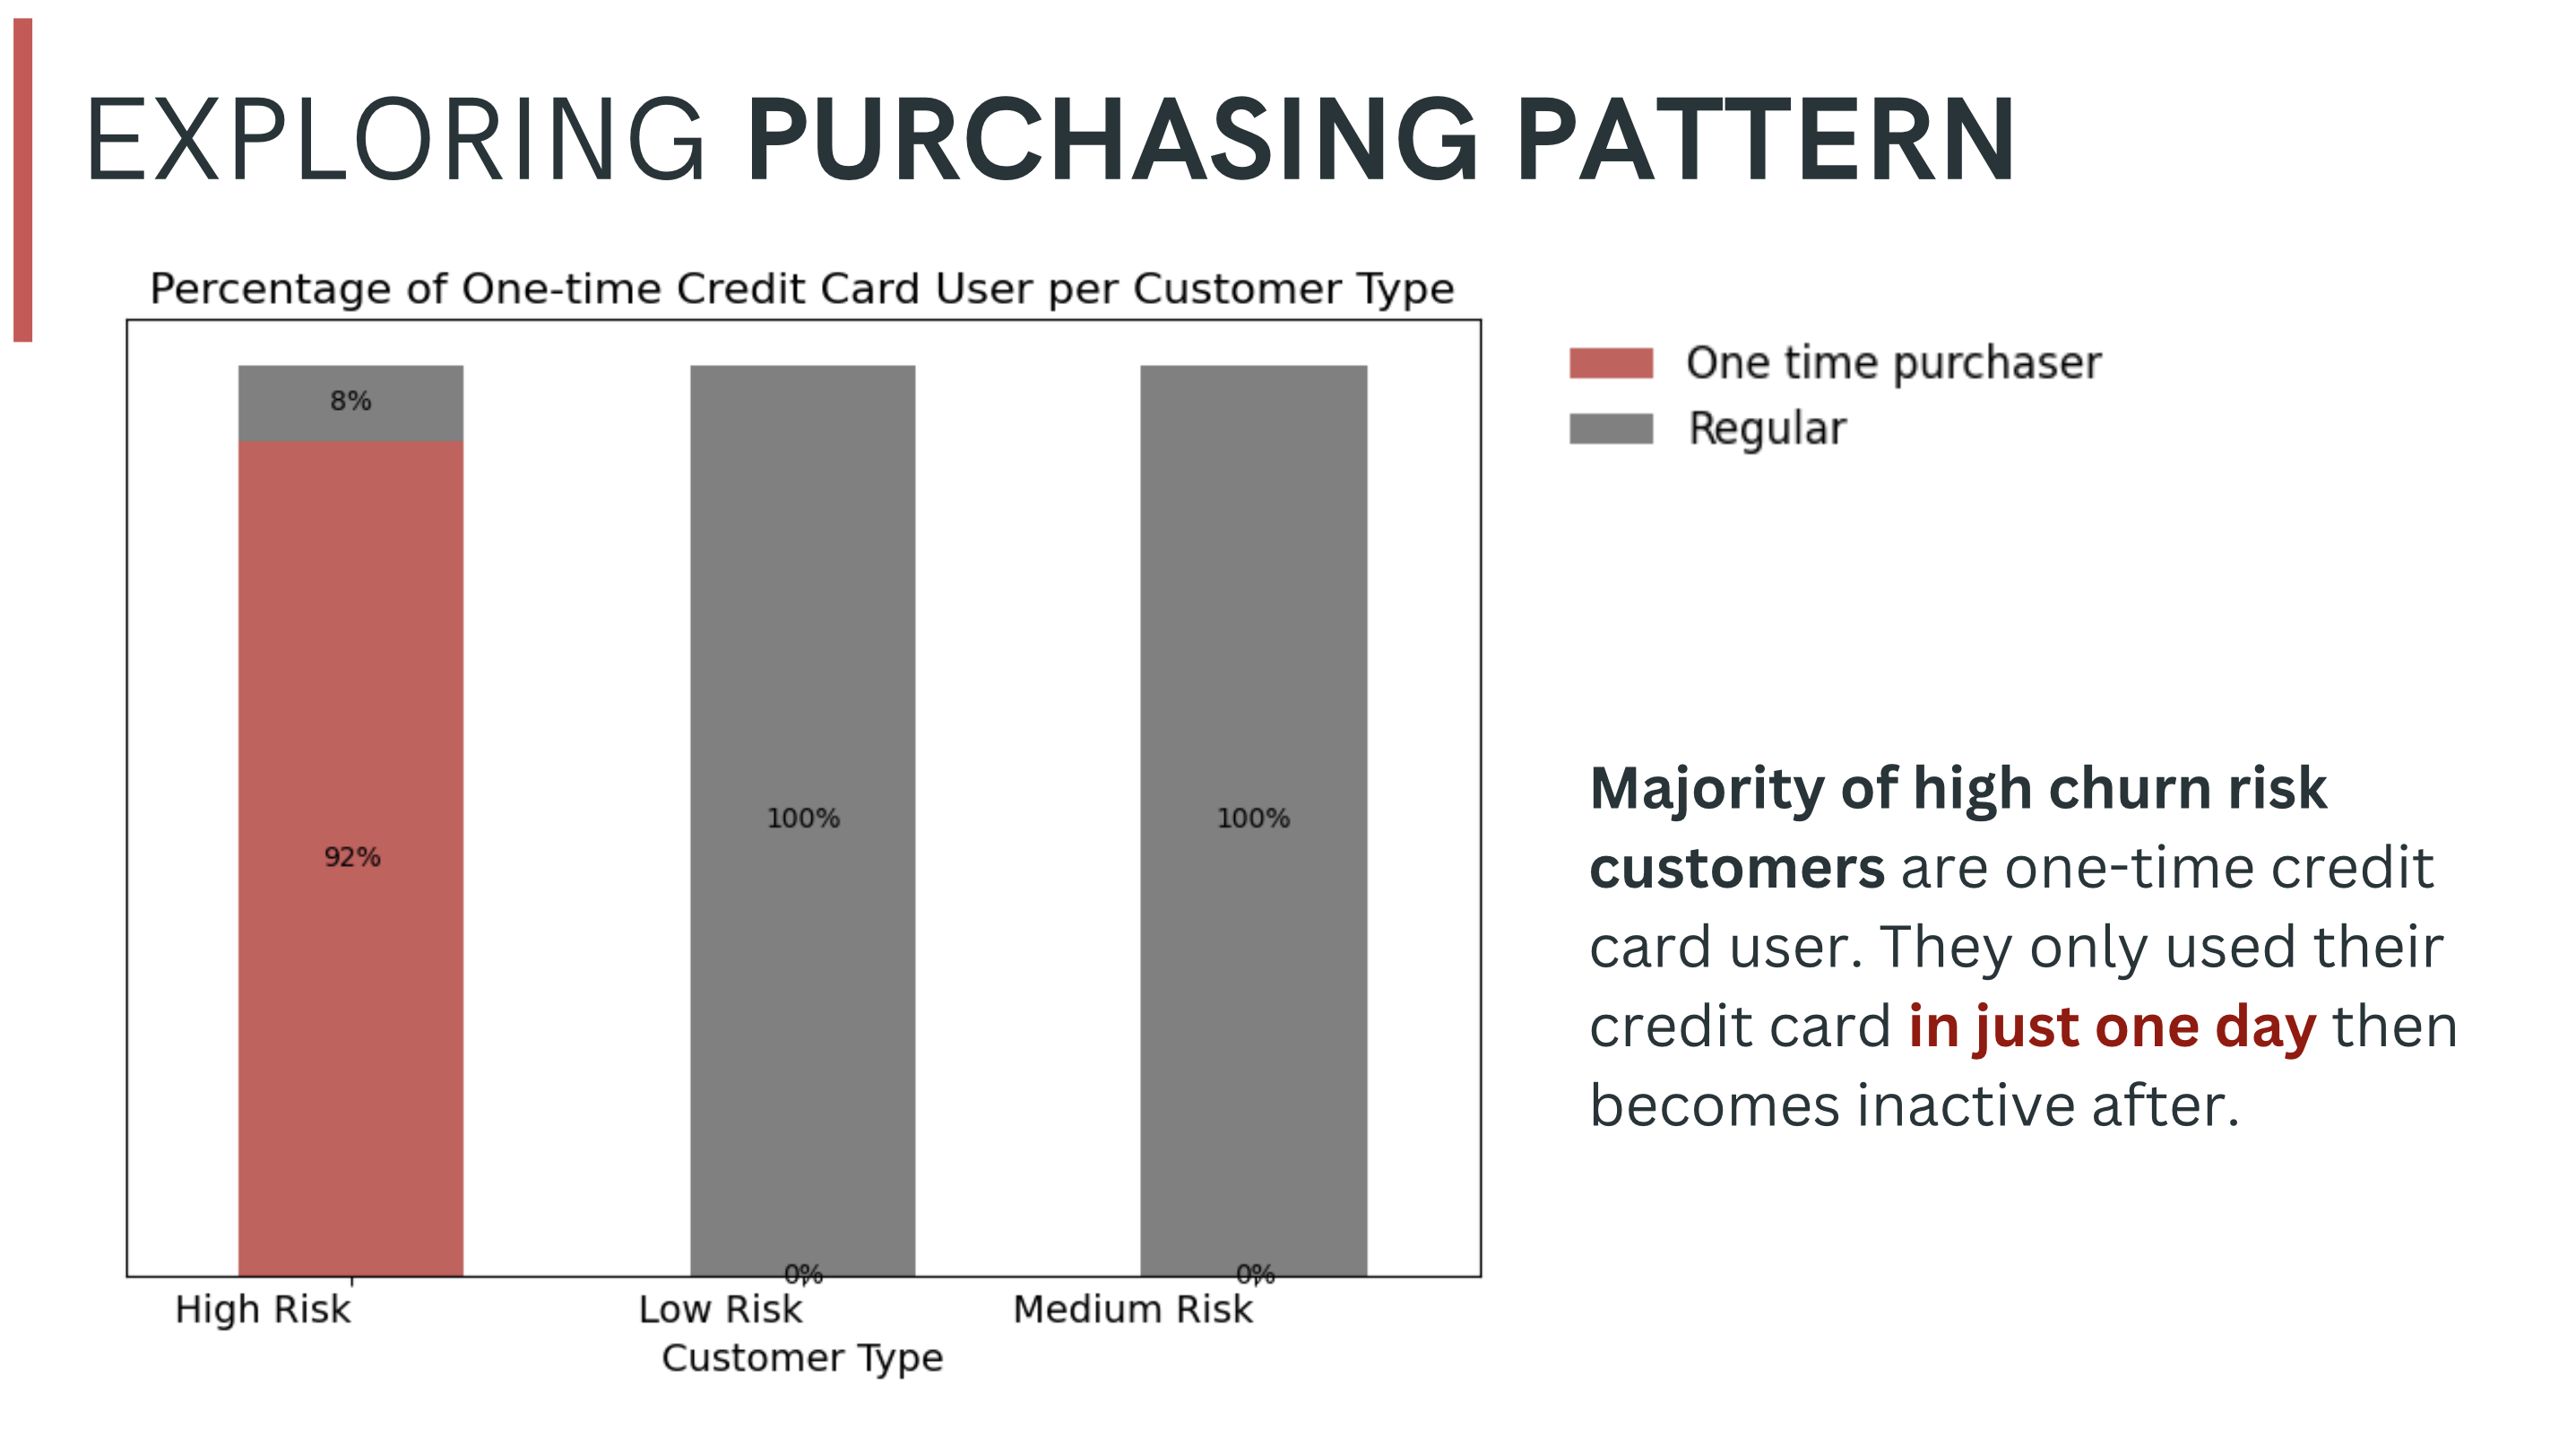 EXPLORING PURCHASING PATTERN
Percentage of One-time Credit Card User per Customer Type
8%
92%
100%
0%
100%
0%
High Risk
Low Risk
Medium Risk
Customer Type
One time purchaser
Regular
Majority of high churn risk
customers are one-time credit
card user. They only used their
credit card in just one day then
becomes inactive after.